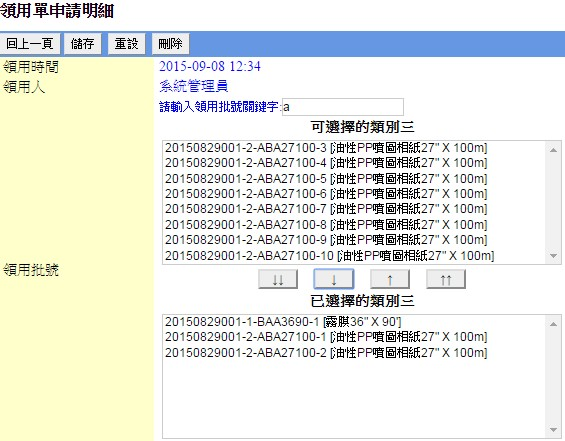 領用單申請明細
回上一頁 儲存 重設 刪除
領用時間 2015-09-08 12:34
領用人 系統管理員
請輸入領用批號關鍵字:a
可選擇的類別三
20150829001-2-ABA27100-3 [油性PP噴圖相紙27" X 100m]
20150829001-2-ABA27100-4 [油性PP噴圖相紙27" X 100m]
20150829001-2-ABA27100-5 [油性PP噴圖相紙27" X 100m]
20150829001-2-ABA27100-6 [油性PP噴圖相紙27" X 100m]
20150829001-2-ABA27100-7 [油性PP噴圖相紙27" X 100m]
20150829001-2-ABA27100-8 [油性PP噴圖相紙27" X 100m]
20150829001-2-ABA27100-9 [油性PP噴圖相紙27" X 100m]
20150829001-2-ABA27100-10 [油性PP噴圖相紙27" X 100m]
領用批號
↓↓ ↓ ↑ ↑↑
已選擇的類別三
20150829001-1-BAA3690-1 [霧膜36" X 90']
20150829001-2-ABA27100-1 [油性PP噴圖相紙27" X 100m]
20150829001-2-ABA27100-2 [油性PP噴圖相紙27" X 100m]